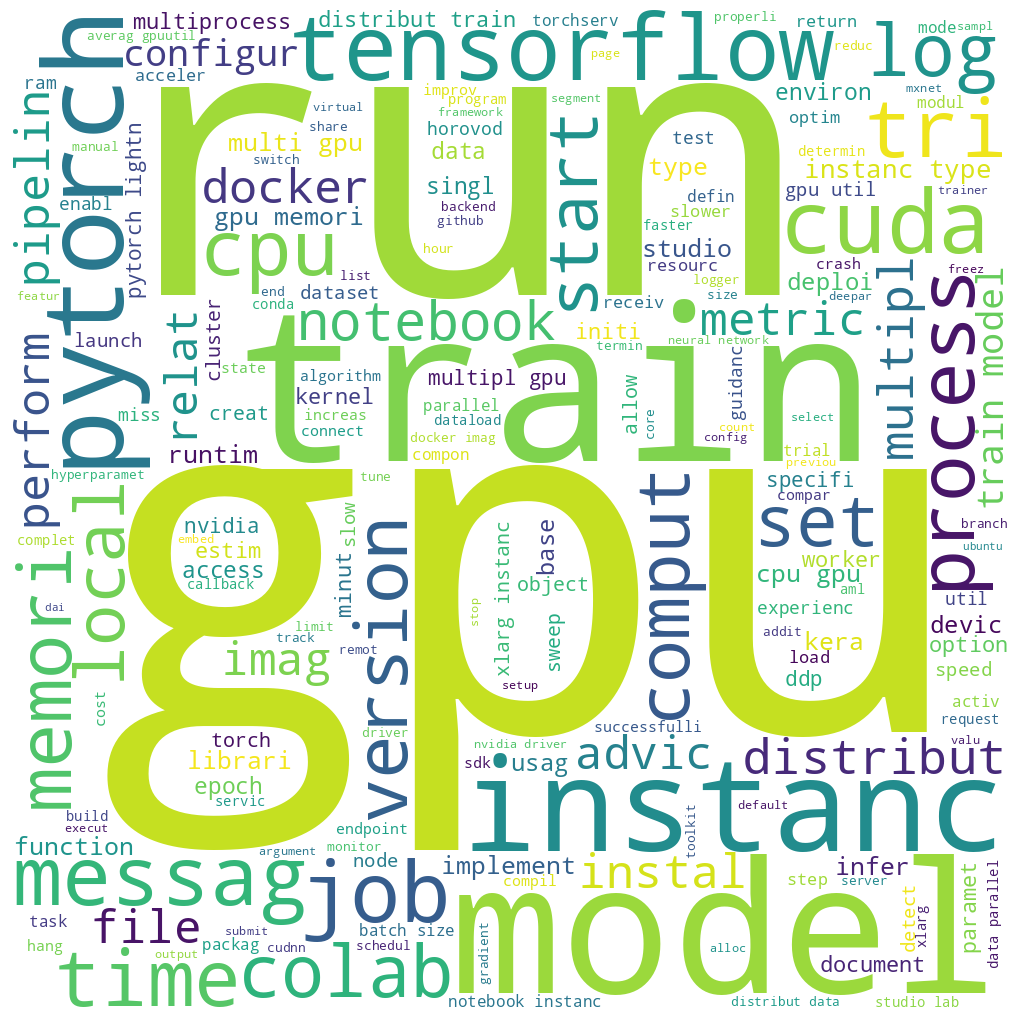 multiprocess
distribut train
torchserv
properli
return
mode
sampl
averag gpuutil
configur
tensorflow
log
page
reduc
ram
acceler
pytorch
run
improv
program
segment
environ
mxnet
modul
virtual
framework
optim
tri
share
multi gpu
horovod
start
test
manual
switch
data
type
determin
instanc type
pipelin
enabl
pytorch lightn
docker
singl
defin
gpu util
trainer
backend
gpu memori
github
slower
faster
cuda
cpu
hour
studio
resourc
crash
freez
list
logger
deploi
featur
end
conda
dataset
receiv
size
deepar
process
notebook
initi
metric
multipl
train model
perform
launch
relat
cluster
train
termin
neural network
state
algorithm
multipl gpu
kernel
allow
guidanc
miss
creat
increas
parallel
core
select
connect
dataload
count
config
docker imag
compon
runtim
trial
previou
hyperparamet
tune
specifi
compar
local
gpu
set
nvidia
slow
version
comput
branch
complet
embed
estim
base
worker
ubuntu
access
cpu gpu
memori
callback
minut
xlarg instanc
object
aml
util
dai
stop
experienc
limit
devic
track
addit
kera
option
imag
remot
sweep
load
speed
setup
ddp
cost
activ
successfulli
request
driver
torch
nvidia driver
advic
distribut
valu
librari
sdk
usag
epoch
instanc
servic
default
build
toolkit
execut
endpoint
function
argument
monitor
node
implement
instal
infer
messag
job
model
compil
step
server
paramet
data parallel
detect
xlarg
task
file
submit
batch size
hang
packag
cudnn
schedul
gradient
alloc
output
time
colab
document
notebook instanc
distribut data
studio lab